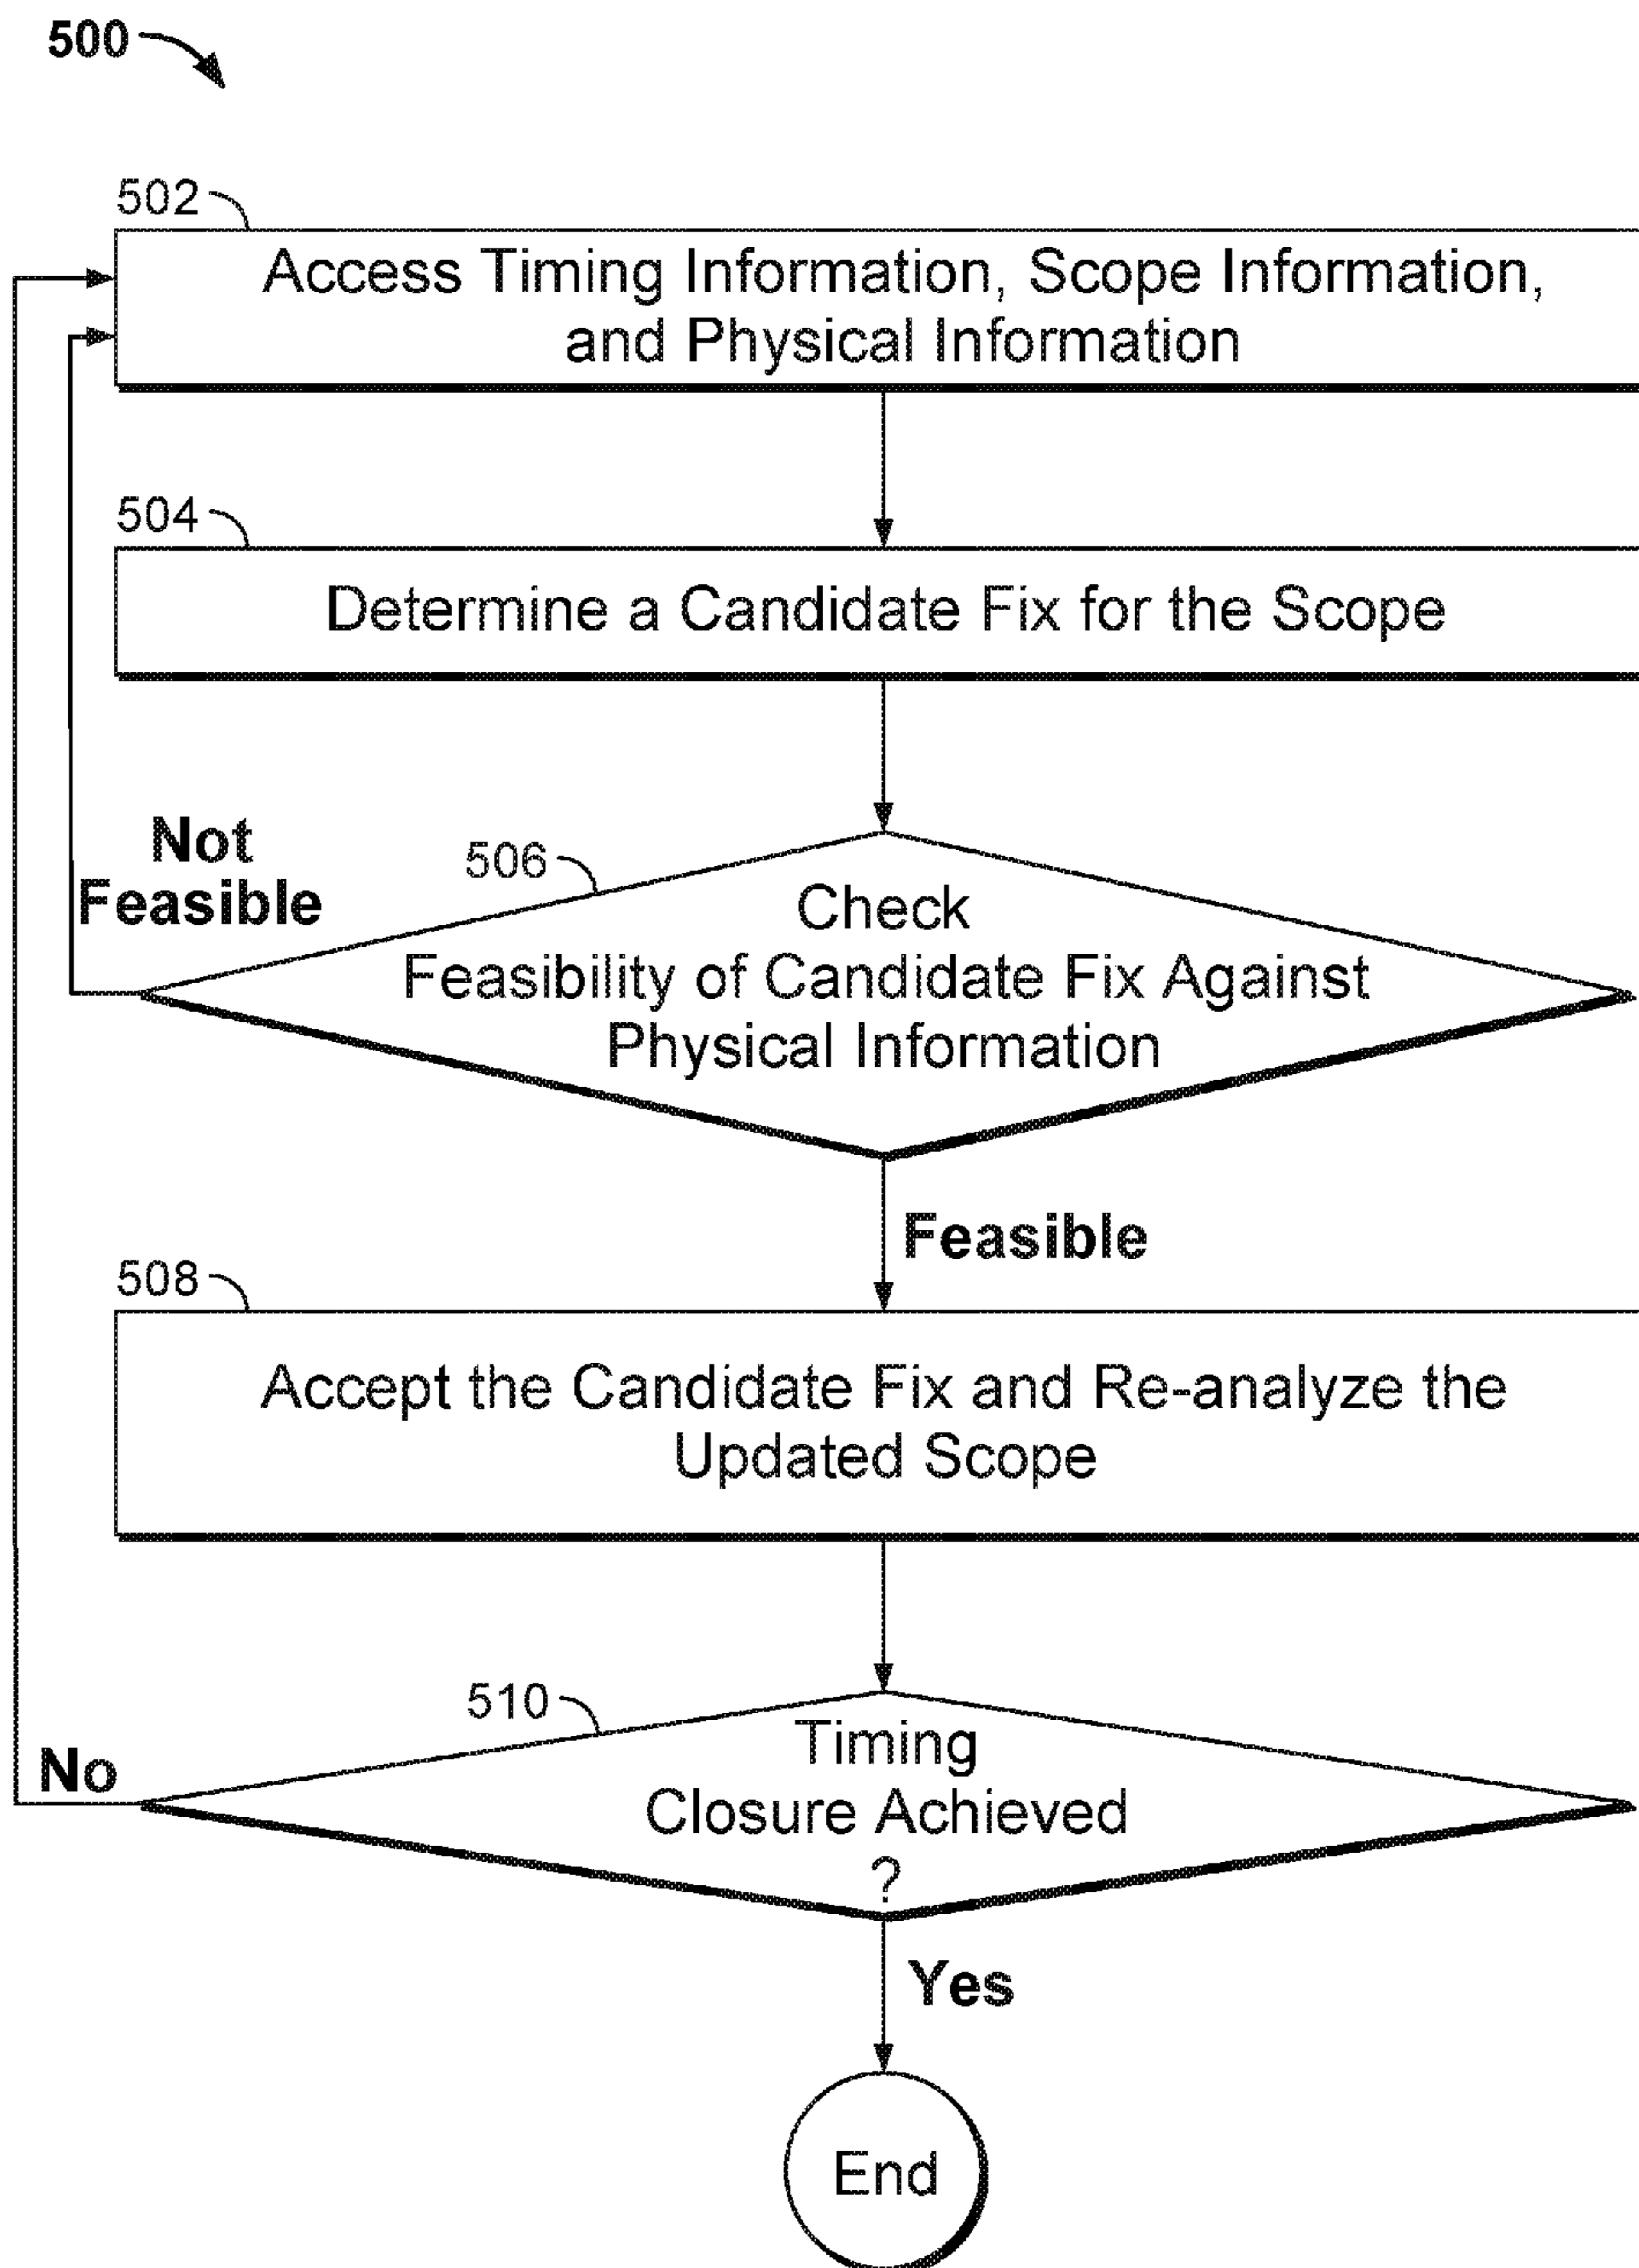 500
502
Access Timing Information, Scope Information,
and Physical Information
504
Determine a Candidate Fix for the Scope
Not
Feasible
506
Check
Feasibility of Candidate Fix Against
Physical Information
Feasible
508
Accept the Candidate Fix and Re-analyze the
Updated Scope
510
Timing
Closure Achieved
?
No
Yes
End